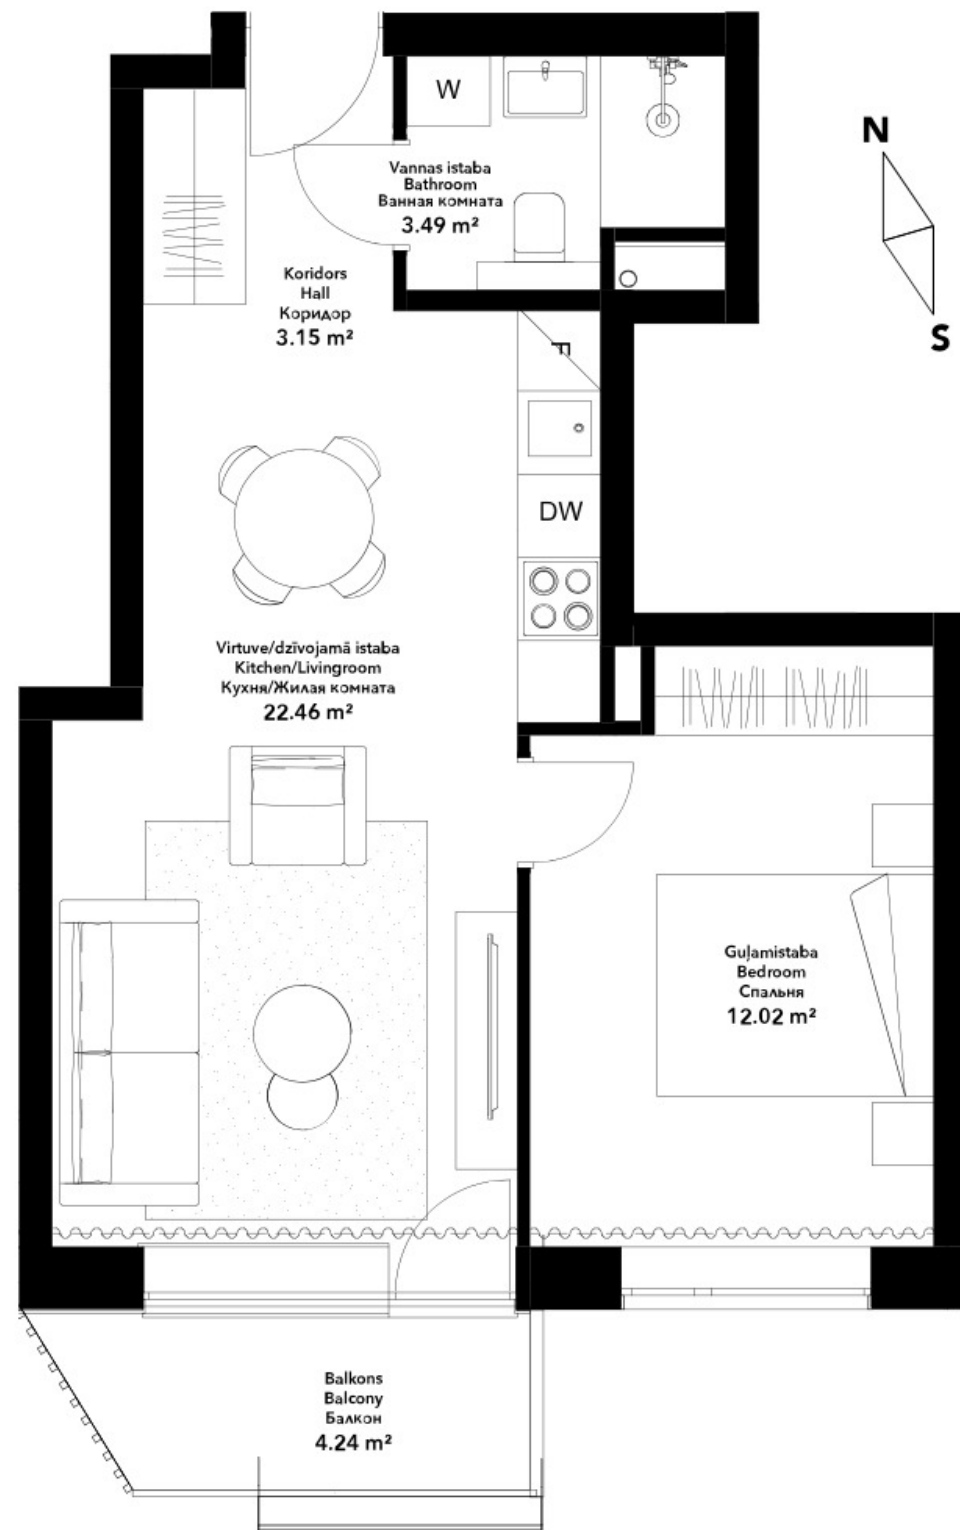 W
N
Vannas istaba
Bathroom
Ванная комната
3.49 m²
Koridors
Hall
Коридор
3.15 m²
S
F
DW
Virtuve/dzīvojamā istaba
Kitchen/Livingroom
Кухня/Жилая комната
22.46 m²
Guļamistaba
Bedroom
Спальня
12.02 m²
Balkons
Balcony
Балкон
4.24 m²